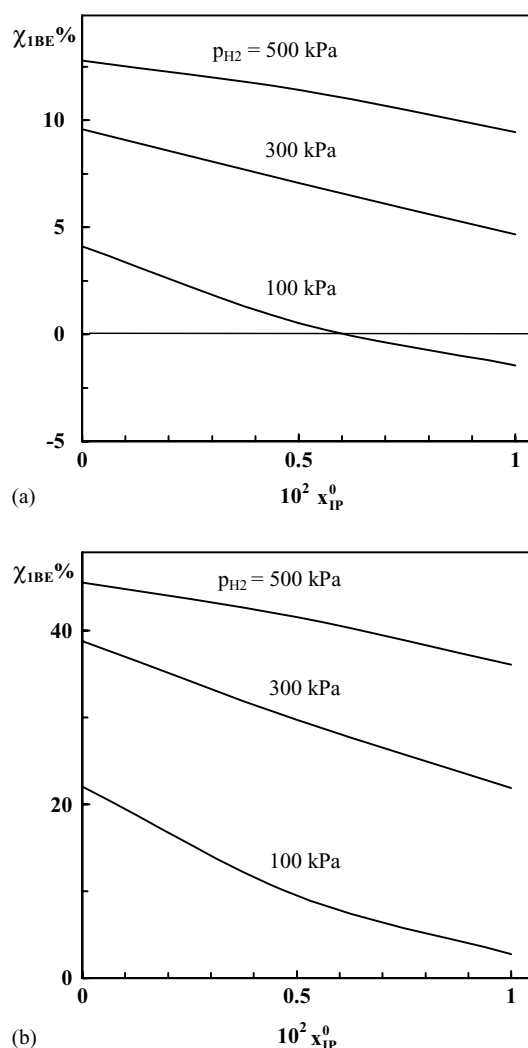 χ1BE%
pH2 = 500 kPa
10
300 kPa
5
100 kPa
0
-5
0 0.5 1
(a) 10² x⁰IP
χ1BE%
pH2 = 500 kPa
40
300 kPa
20
100 kPa
0
0 0.5 1
(b) 10² x⁰IP